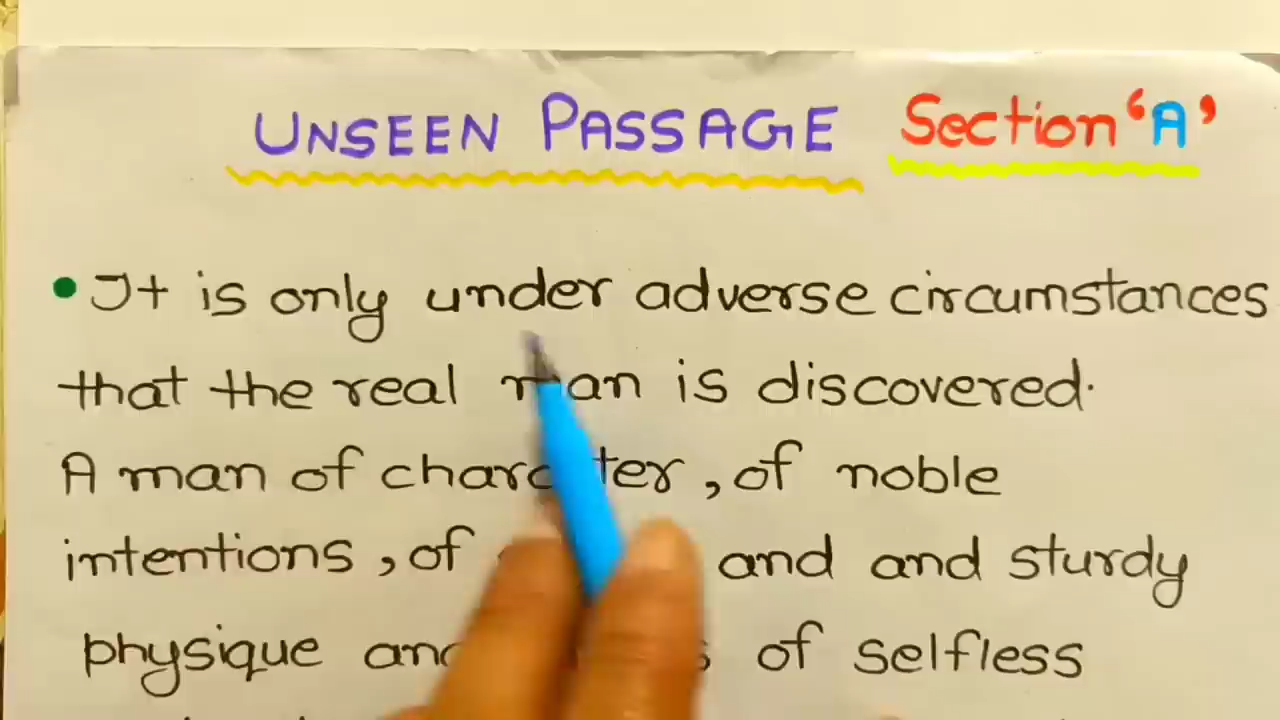 UNSEEN PASSAGE Section 'A'
• It is only under adverse circumstances
that the real man is discovered.
A man of character, of noble
intentions, of and and sturdy
physique of selfless